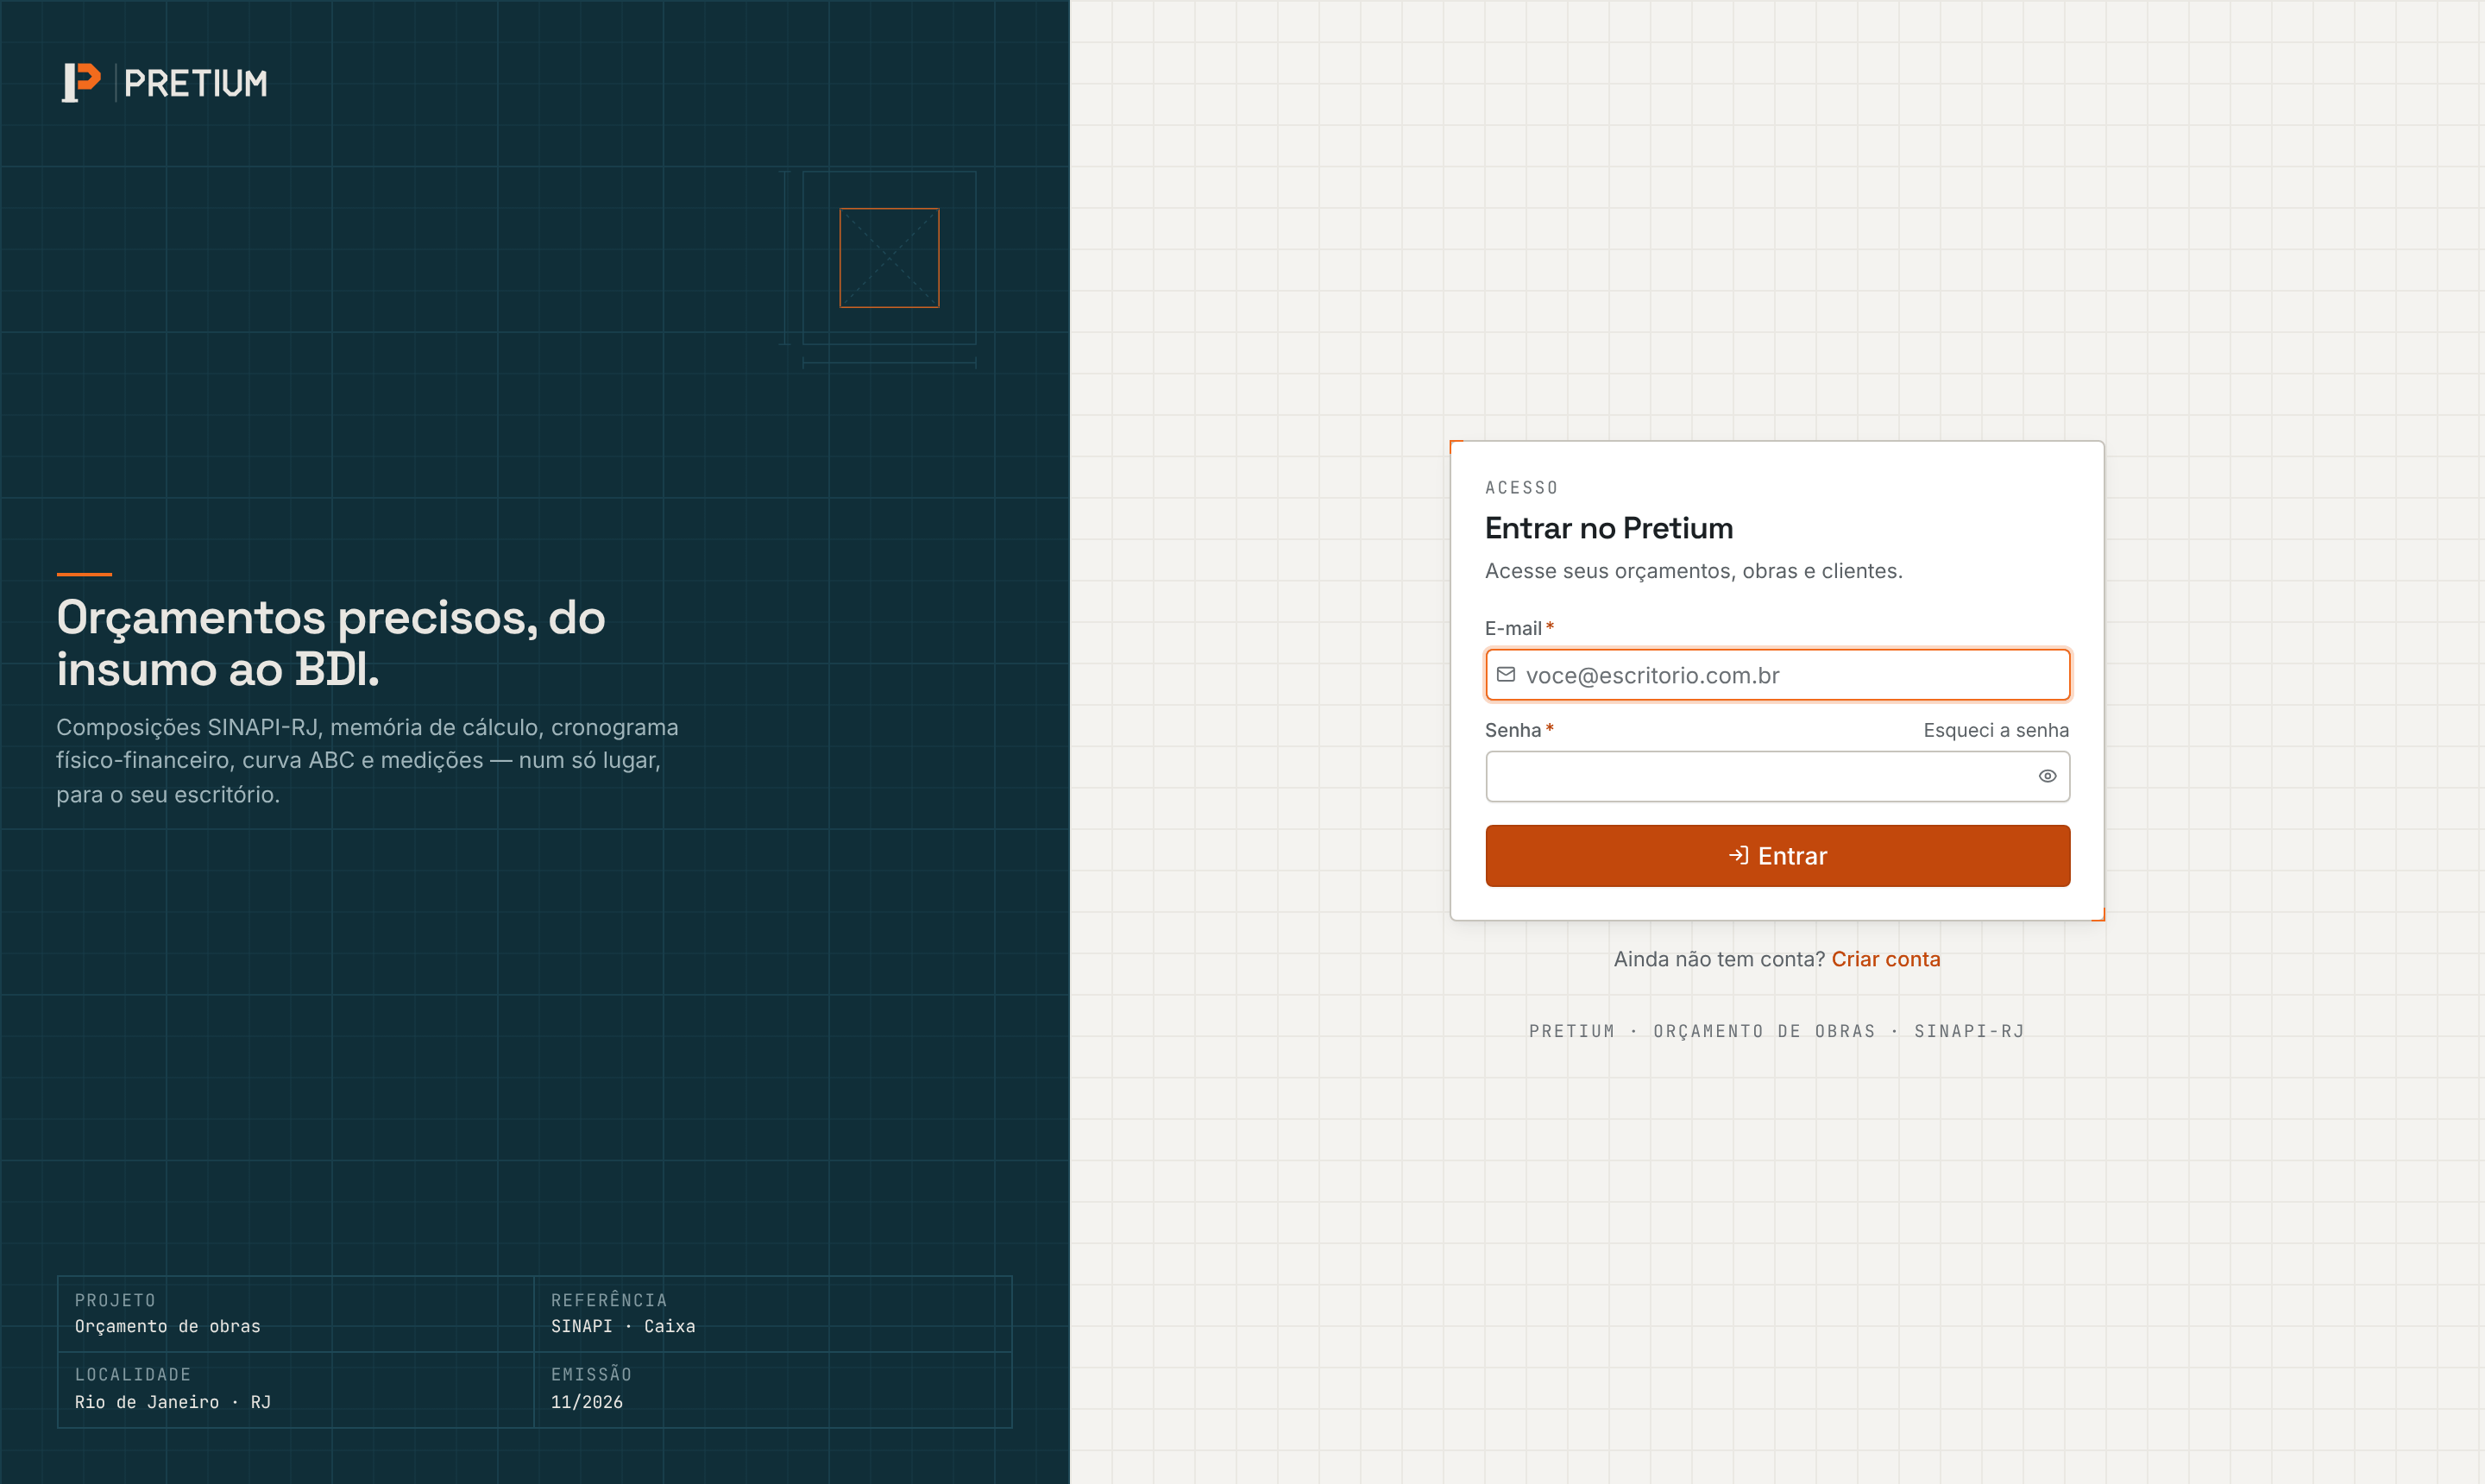 PRETIUM
Orçamentos precisos, do
insumo ao BDI.
Composições SINAPI-RJ, memória de cálculo, cronograma
físico-financeiro, curva ABC e medições — num só lugar,
para o seu escritório.
PROJETO
Orçamento de obras
REFERÊNCIA
SINAPI · Caixa
LOCALIDADE
Rio de Janeiro · RJ
EMISSÃO
11/2026
ACESSO
Entrar no Pretium
Acesse seus orçamentos, obras e clientes.
E-mail *
voce@escritorio.com.br
Senha *
Esqueci a senha
Entrar
Ainda não tem conta? Criar conta
PRETIUM · ORÇAMENTO DE OBRAS · SINAPI-RJ